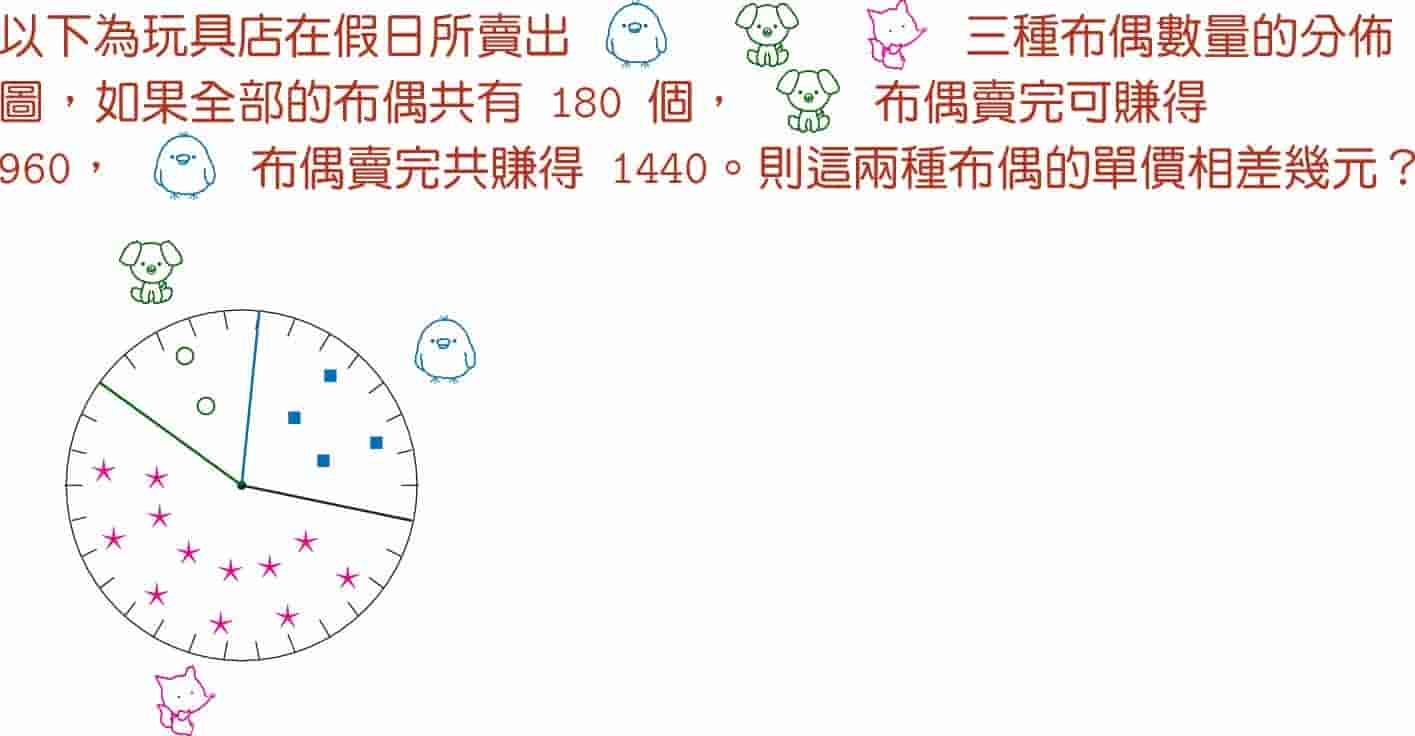 以下為玩具店在假日所賣出 三種布偶數量的分佈
圖，如果全部的布偶共有 180 個， 布偶賣完可賺得
960， 布偶賣完共賺得 1440。則這兩種布偶的單價相差幾元？